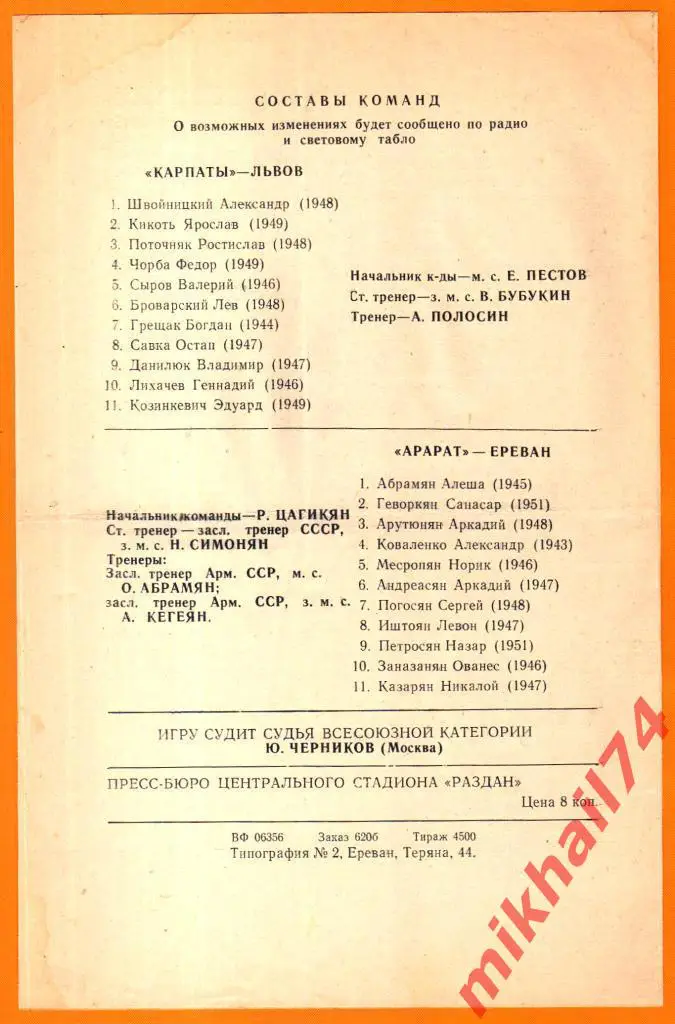 СОСТАВЫ КОМАНД
О возможных изменениях будет сообщено по радио
и световому табло
«КАРПАТЫ»—ЛЬВОВ
1. Швойницкий Александр (1948)
2. Кикоть Ярослав (1949)
3. Поточняк Ростислав (1948)
4. Чорба Федор (1949)
5. Сыров Валерий (1946)
6. Броварский Лев (1948)
7. Грещак Богдан (1944)
8. Савка Остап (1947)
9. Данилюк Владимир (1947)
10. Лихачев Геннадий (1946)
11. Козинкевич Эдуард (1949)
Начальник к-ды—м. с. Е. ПЕСТОВ
Ст. тренер—з. м. с. В. БУБУКИН
Тренер—А. ПОЛОСИН
«АРАРАТ»—ЕРЕВАН
1. Абрамян Алеша (1945)
2. Геворкян Санасар (1951)
3. Арутюнян Аркадий (1948)
4. Коваленко Александр (1943)
5. Месропян Норик (1946)
6. Андреасян Аркадий (1947)
7. Погосян Сергей (1948)
8. Иштоян Левон (1947)
9. Петросян Назар (1951)
10. Заназанян Ованес (1946)
11. Казарян Никалой (1947)
Начальник команды—Р. ЦАГИКЯН
Ст. тренер—засл. тренер СССР,
з. м. с. Н. СИМОНЯН
Тренеры:
Засл. тренер Арм. ССР, м. с.
О. АБРАМЯН;
засл. тренер Арм. ССР, з. м. с.
А. КЕГЕЯН.
ИГРУ СУДИТ СУДЬЯ ВСЕСОЮЗНОЙ КАТЕГОРИИ
Ю. ЧЕРНИКОВ (Москва)
ПРЕСС-БЮРО ЦЕНТРАЛЬНОГО СТАДИОНА «РАЗДАН»
Цена 8 коп.
ВФ 06356 Заказ 6206 Тираж 4500
Типография № 2, Ереван, Теряна, 44.
mikhail74